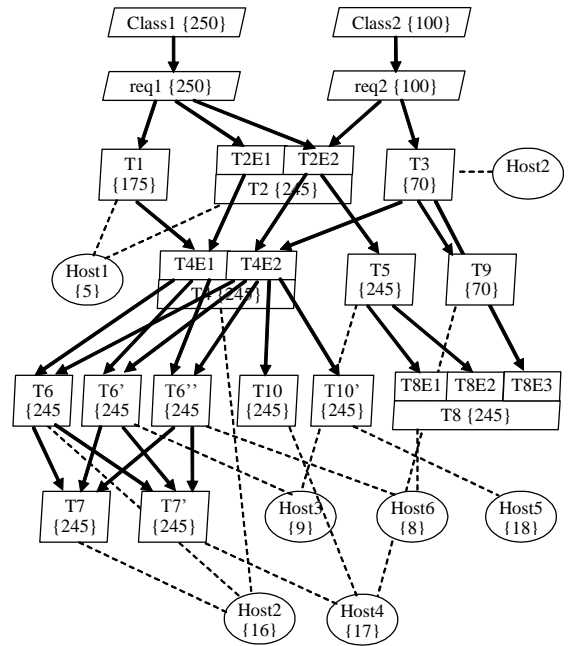 Class1 {250}
Class2 {100}
req1 {250}
req2 {100}
T1
{175}
T2E1
T2E2
T2 {245}
T3
{70}
Host2
Host1
{5}
T4E1
T4E2
T4 {245}
T5
{245}
T9
{70}
T6
{245
T6'
{245
T6''
{245
T10
{245}
T10'
{245}
T8E1
T8E2
T8E3
T8 {245}
T7
{245}
T7'
{245}
Host3
{9}
Host6
{8}
Host5
{18}
Host2
{16}
Host4
{17}